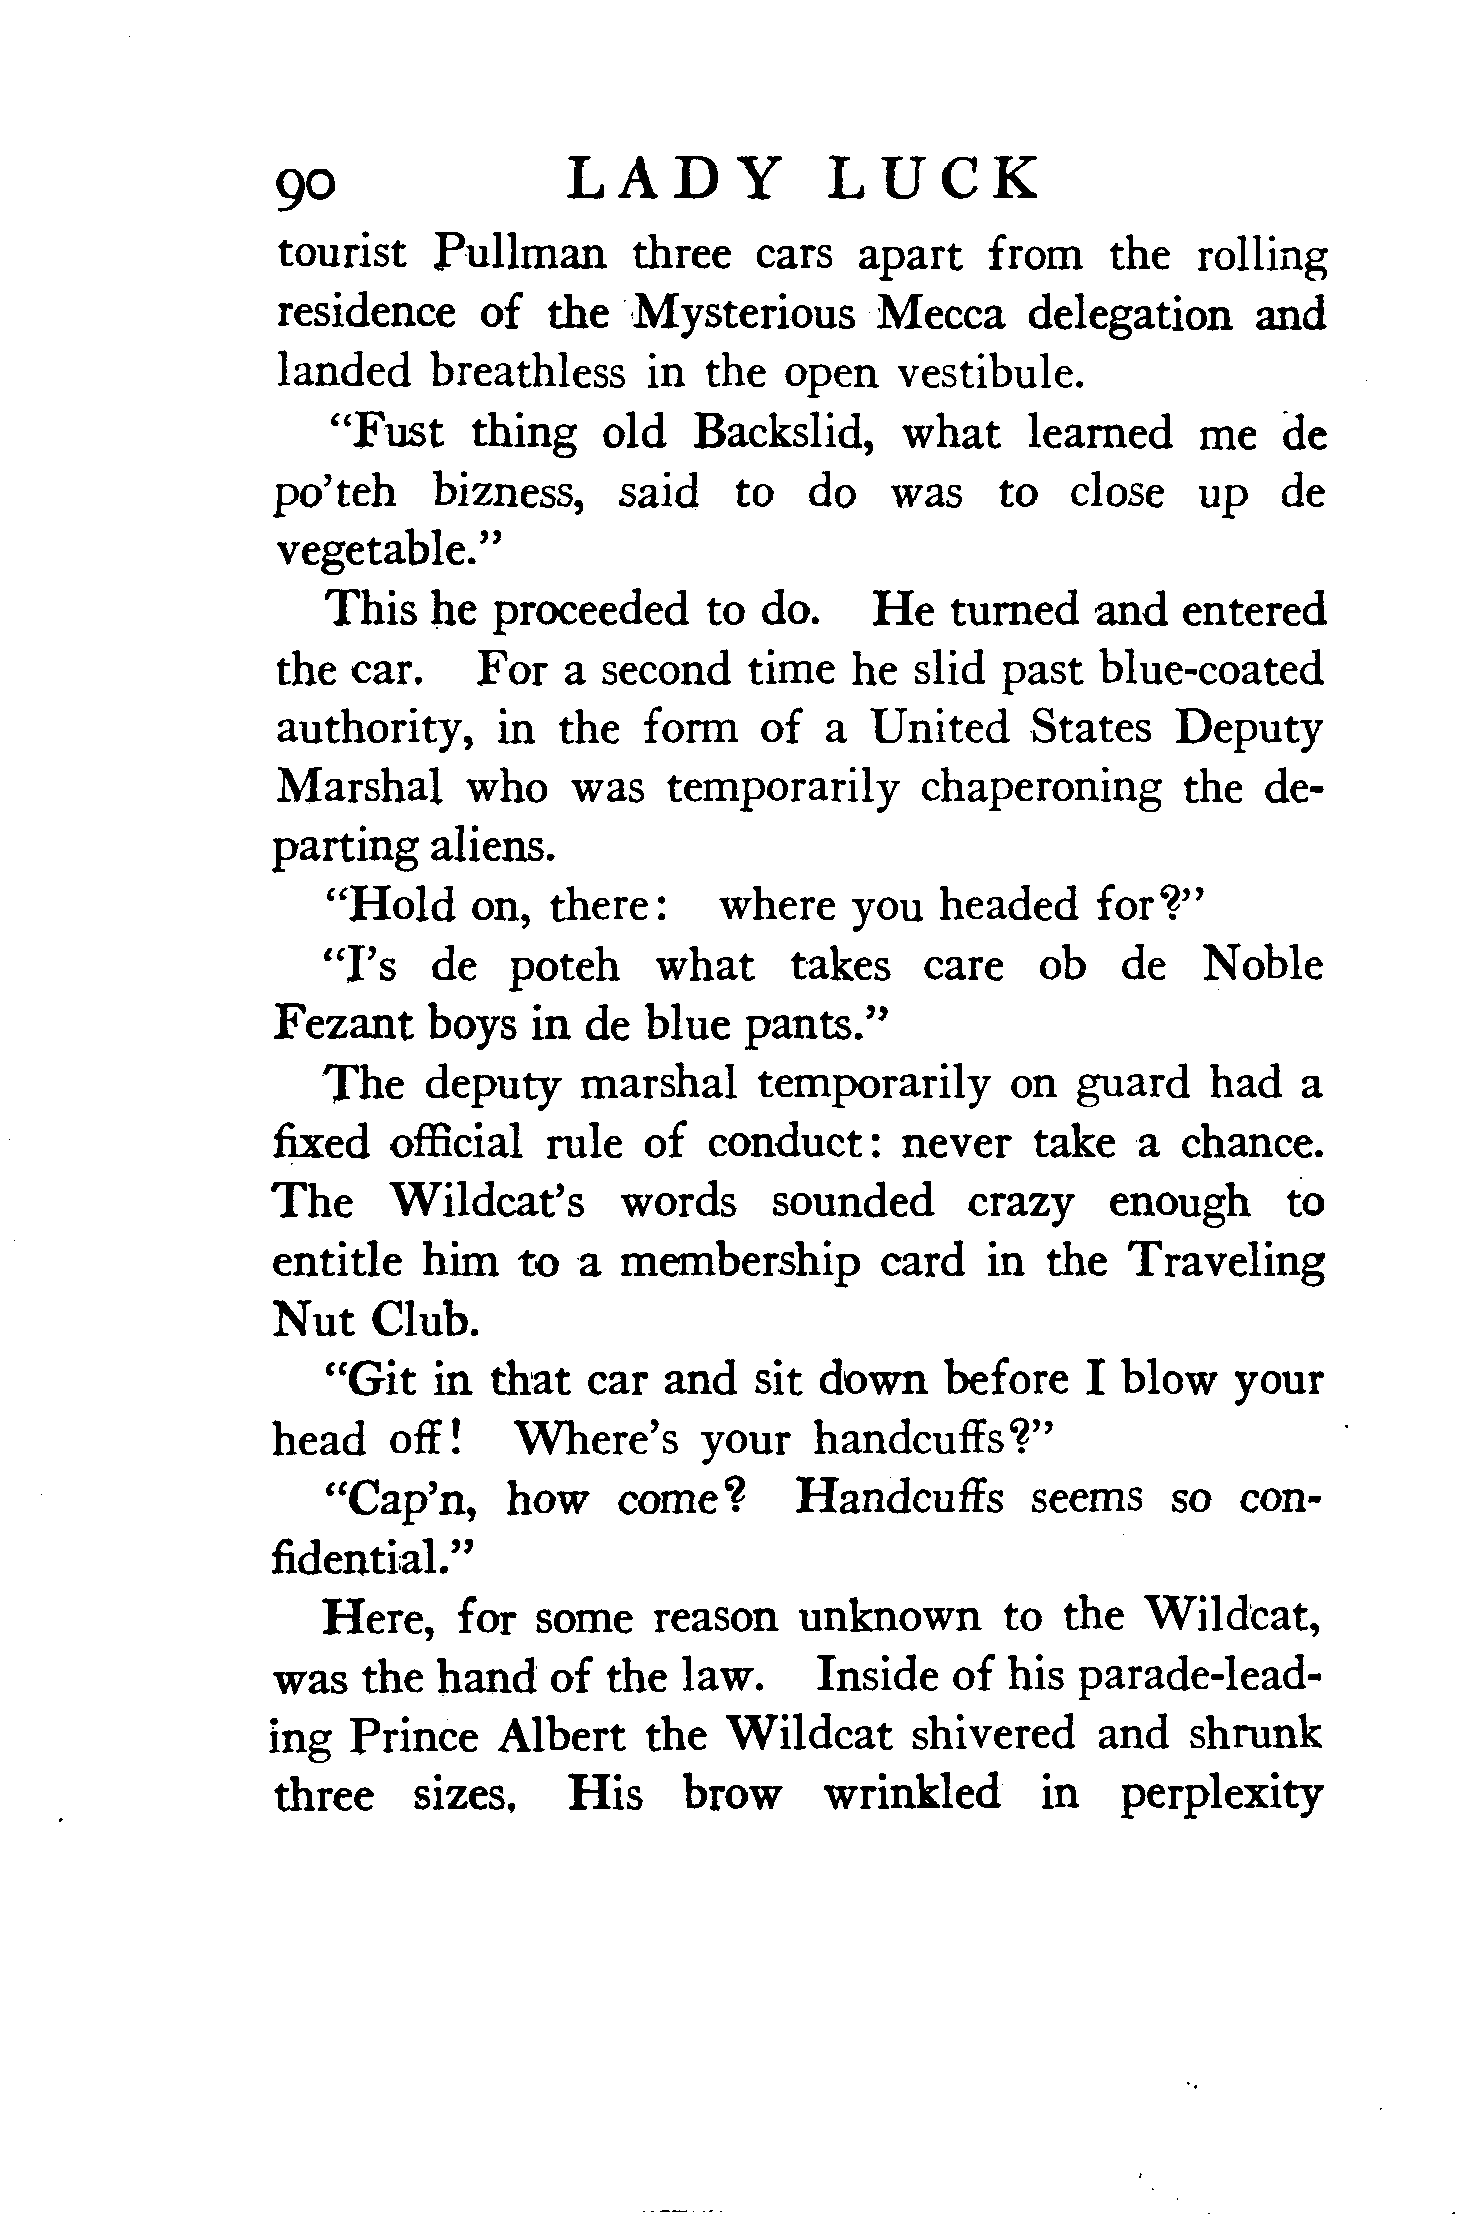 90 LADY LUCK
tourist Pullman three cars apart from the rolling
residence of the Mysterious Mecca delegation and
landed breathless in the open vestibule.
“Fust thing old Backslid, what learned me de
po’teh bizness, said to do was to close up de
vegetable.”
This he proceeded to do. He turned and entered
the car. For a second time he slid past blue-coated
authority, in the form of a United States Deputy
Marshal who was temporarily chaperoning the de-
parting aliens.
“Hold on, there: where you headed for?”
“I’s de poteh what takes care ob de Noble
Fezant boys in de blue pants.”
The deputy marshal temporarily on guard had a
fixed official rule of conduct: never take a chance.
The Wildcat’s words sounded crazy enough to
entitle him to a membership card in the Traveling
Nut Club.
“Git in that car and sit down before I blow your
head off! Where’s your handcuffs?”
“Cap’n, how come? Handcuffs seems so con-
fidential.”
Here, for some reason unknown to the Wildcat,
was the hand of the law. Inside of his parade-lead-
ing Prince Albert the Wildcat shivered and shrunk
three sizes. His brow wrinkled in perplexity